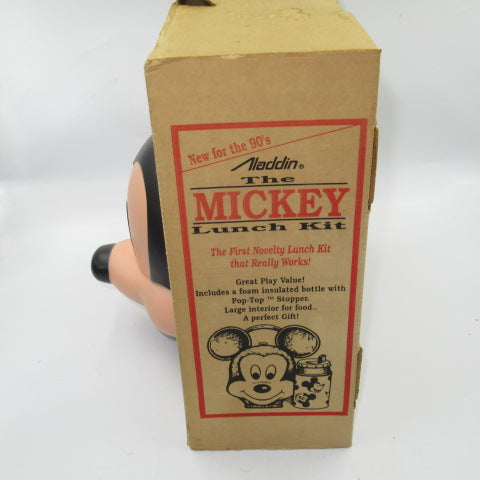 New for the 90's
Aladdin®
The
MICKEY
Lunch Kit
The First Novelty Lunch Kit
that Really Works!
Great Play Value!
Includes a foam insulated bottle with
Pop-Top ™ Stopper.
Large interior for food..
A perfect Gift!